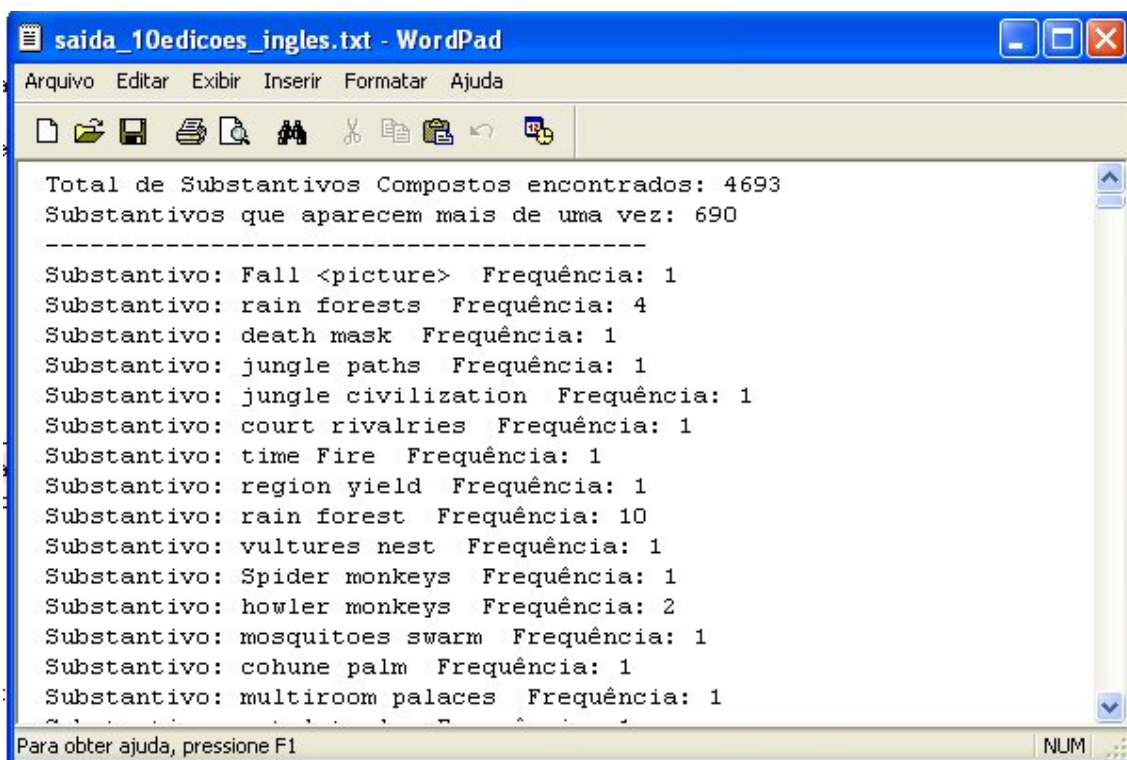 saida_10edicoes_ingles.txt - WordPad
Arquivo Editar Exibir Inserir Formatar Ajuda
Total de Substantivos Compostos encontrados: 4693
Substantivos que aparecem mais de uma vez: 690
----------------------------------------
Substantivo: Fall <picture>  Frequência: 1
Substantivo: rain forests  Frequência: 4
Substantivo: death mask  Frequência: 1
Substantivo: jungle paths  Frequência: 1
Substantivo: jungle civilization  Frequência: 1
Substantivo: court rivalries  Frequência: 1
Substantivo: time Fire  Frequência: 1
Substantivo: region yield  Frequência: 1
Substantivo: rain forest  Frequência: 10
Substantivo: vultures nest  Frequência: 1
Substantivo: Spider monkeys  Frequência: 1
Substantivo: howler monkeys  Frequência: 2
Substantivo: mosquitoes swarm  Frequência: 1
Substantivo: cohune palm  Frequência: 1
Substantivo: multiroom palaces  Frequência: 1
Para obter ajuda, pressione F1 NUM